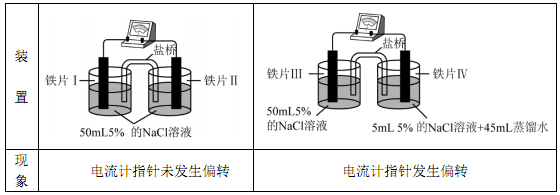 装置
盐桥
铁片Ⅰ
铁片Ⅱ
50mL5% 的NaCl溶液
盐桥
铁片Ⅲ
铁片Ⅳ
50mL5%
的NaCl溶液
5mL 5% 的NaCl溶液+45mL蒸馏水
现象
电流计指针未发生偏转
电流计指针发生偏转